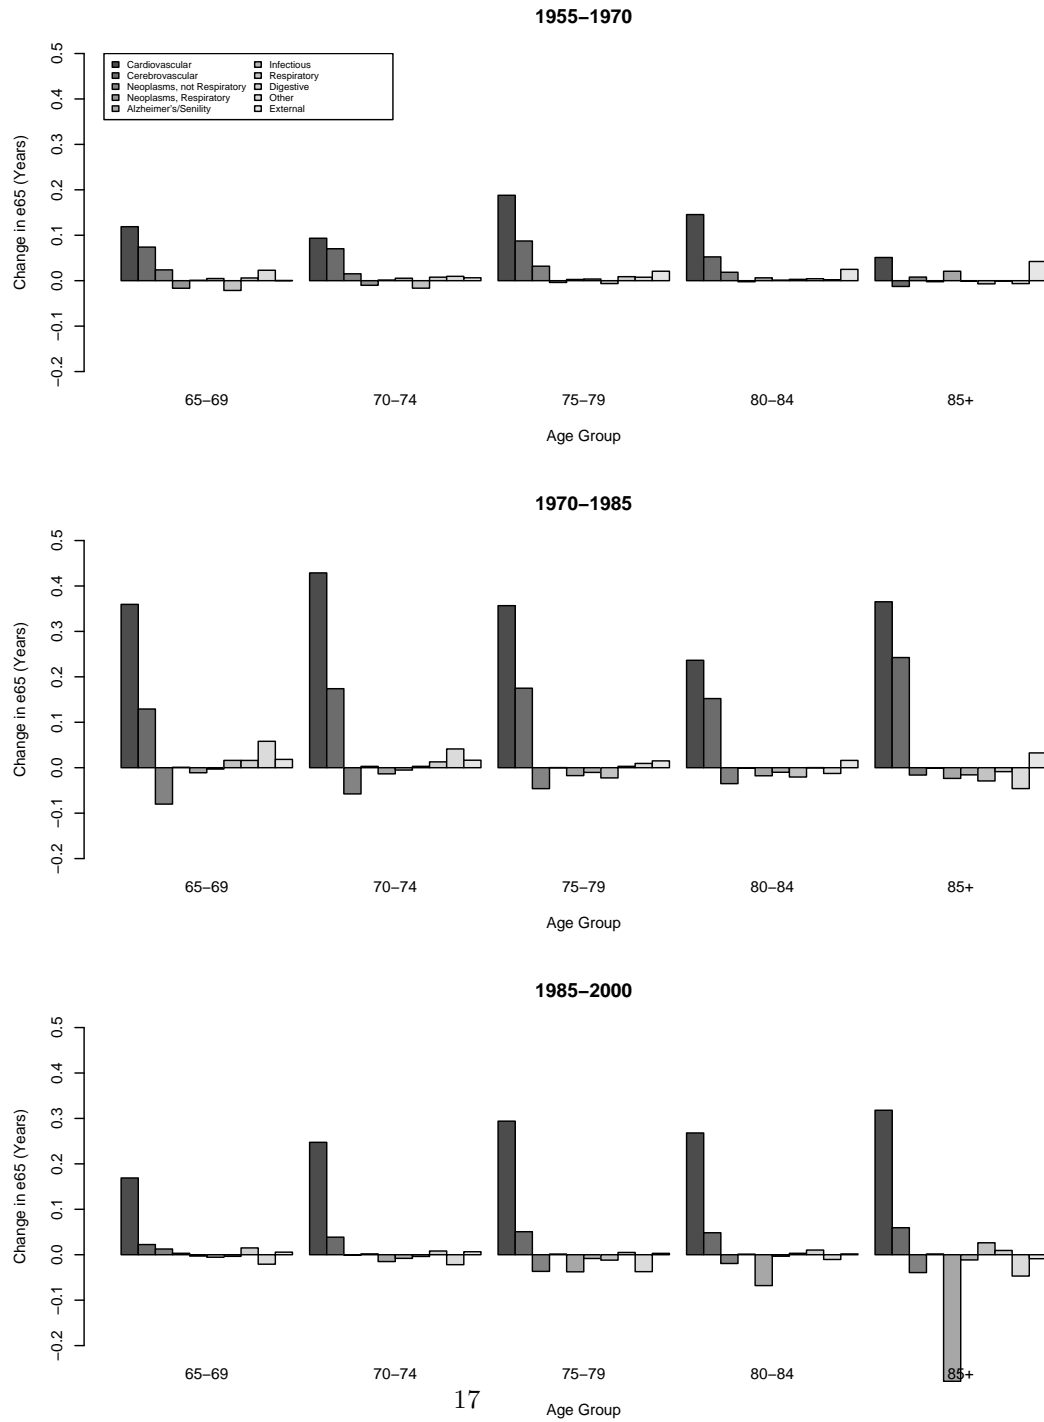 1955−1970
Change in e65 (Years)
0.5
0.4
0.3
0.2
0.1
0.0
−0.1
−0.2
Cardiovascular
Cerebrovascular
Neoplasms, not Respiratory
Neoplasms, Respiratory
Alzheimer's/Senility
Infectious
Respiratory
Digestive
Other
External
65−69 70−74 75−79 80−84 85+
Age Group
1970−1985
Change in e65 (Years)
0.5
0.4
0.3
0.2
0.1
0.0
−0.1
−0.2
65−69 70−74 75−79 80−84 85+
Age Group
1985−2000
Change in e65 (Years)
0.5
0.4
0.3
0.2
0.1
0.0
−0.1
−0.2
65−69 70−74 75−79 80−84 85+
17
Age Group